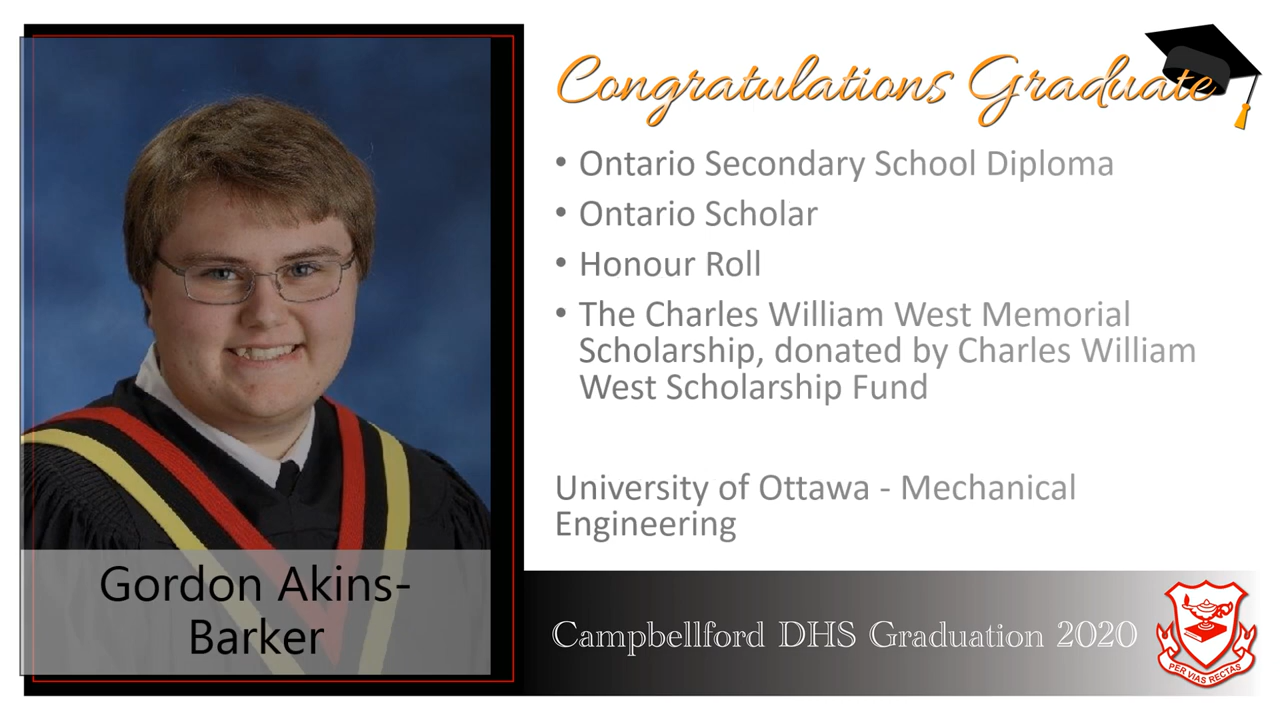 Congratulations Graduate
• Ontario Secondary School Diploma
• Ontario Scholar
• Honour Roll
• The Charles William West Memorial
Scholarship, donated by Charles William
West Scholarship Fund
University of Ottawa - Mechanical
Engineering
Gordon Akins-
Barker
Campbellford DHS Graduation 2020
PER VIAS RECTAS